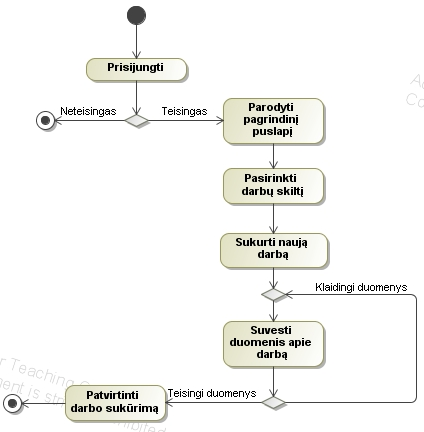 Prisijungti
Neteisingas
Teisingas
Parodyti
pagrindinį
puslapį
Pasirinkti
darbų skiltį
Sukurti naują
darbą
Klaidingi duomenys
Suvesti
duomenis apie
darbą
Teisingi duomenys
Patvirtinti
darbo sukūrimą
Teaching